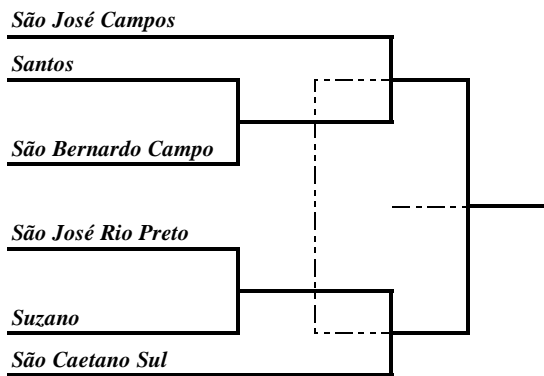 São José Campos
Santos
São Bernardo Campo
São José Rio Preto
Suzano
São Caetano Sul